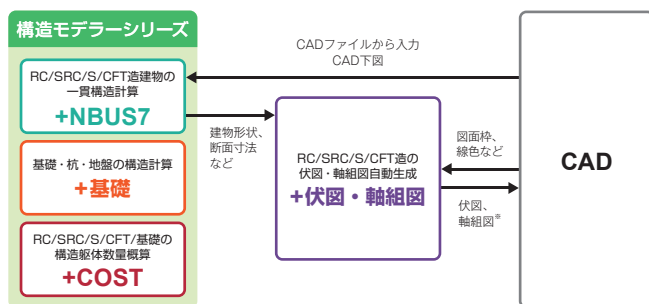 構造モデラーシリーズ
RC/SRC/S/CFT造建物の
一貫構造計算
+NBUS7
基礎・杭・地盤の構造計算
+基礎
RC/SRC/S/CFT/基礎の
構造躯体数量概算
+COST
CADファイルから入力
CAD下図
建物形状、
断面寸法
など
RC/SRC/S/CFT造の
伏図・軸組図自動生成
+伏図・軸組図
図面枠、
線色など
伏図、
軸組図※
CAD